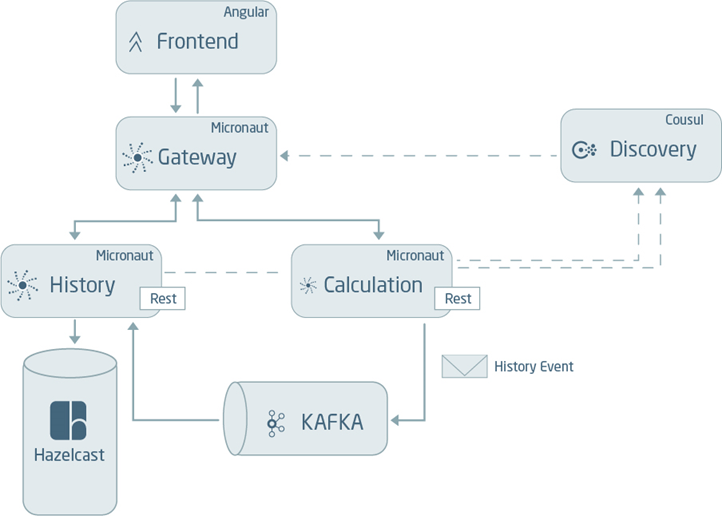 Angular
Frontend
Micronaut
Gateway
Cousul
Discovery
Micronaut
History
Rest
Micronaut
Calculation
Rest
History Event
KAFKA
Hazelcast